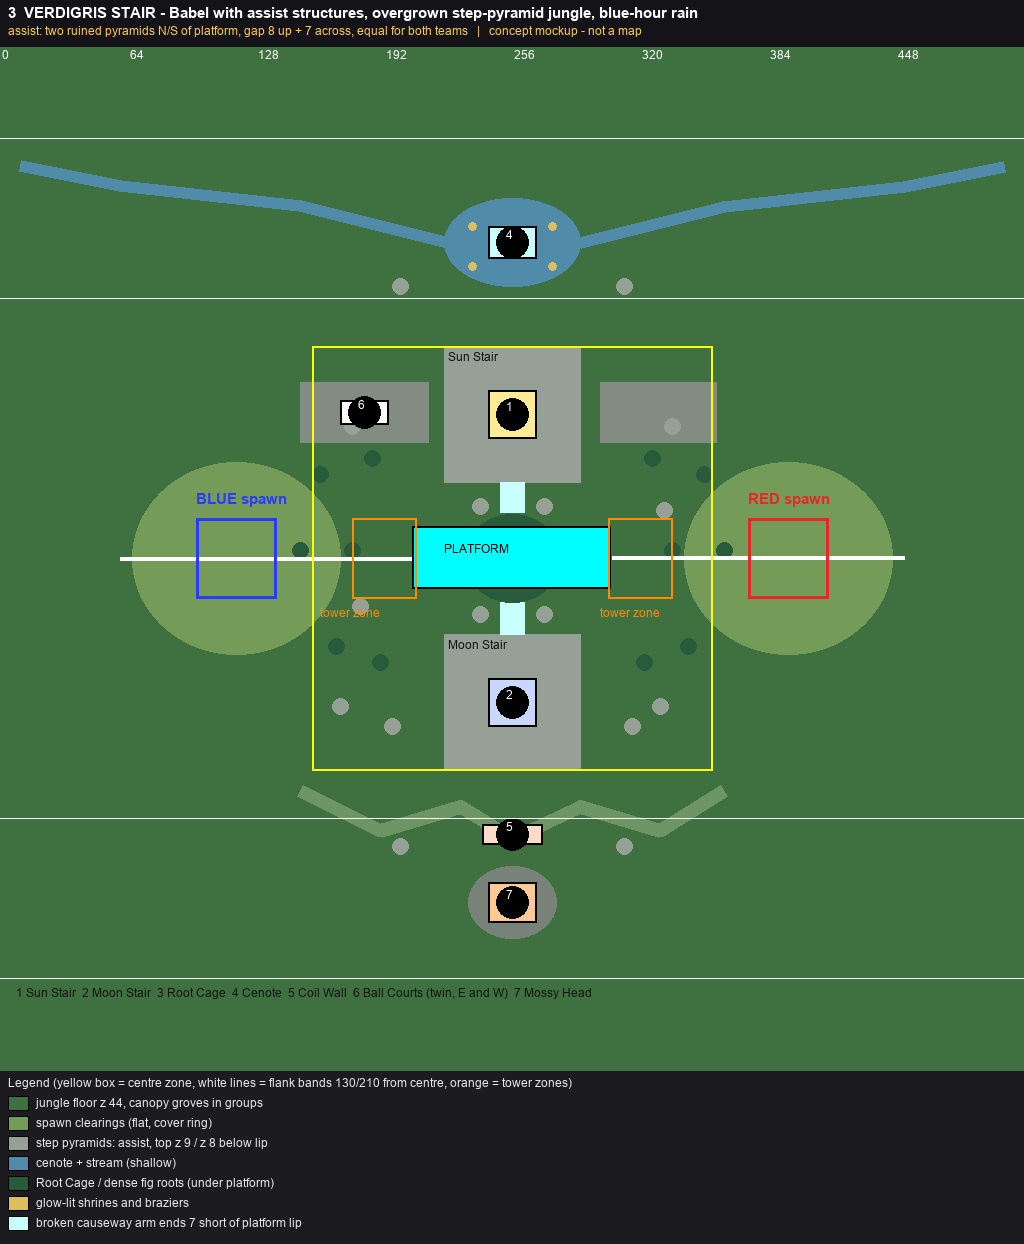 3 VERDIGRIS STAIR - Babel with assist structures, overgrown step-pyramid jungle, blue-hour rain
assist: two ruined pyramids N/S of platform, gap 8 up + 7 across, equal for both teams | concept mockup - not a map
0 64 128 192 256 320 384 448
4
Sun Stair
6
1
BLUE spawn
RED spawn
PLATFORM
tower zone
tower zone
Moon Stair
2
5
7
1 Sun Stair 2 Moon Stair 3 Root Cage 4 Cenote 5 Coil Wall 6 Ball Courts (twin, E and W) 7 Mossy Head
Legend (yellow box = centre zone, white lines = flank bands 130/210 from centre, orange = tower zones)
jungle floor z 44, canopy groves in groups
spawn clearings (flat, cover ring)
step pyramids: assist, top z 9 / z 8 below lip
cenote + stream (shallow)
Root Cage / dense fig roots (under platform)
glow-lit shrines and braziers
broken causeway arm ends 7 short of platform lip